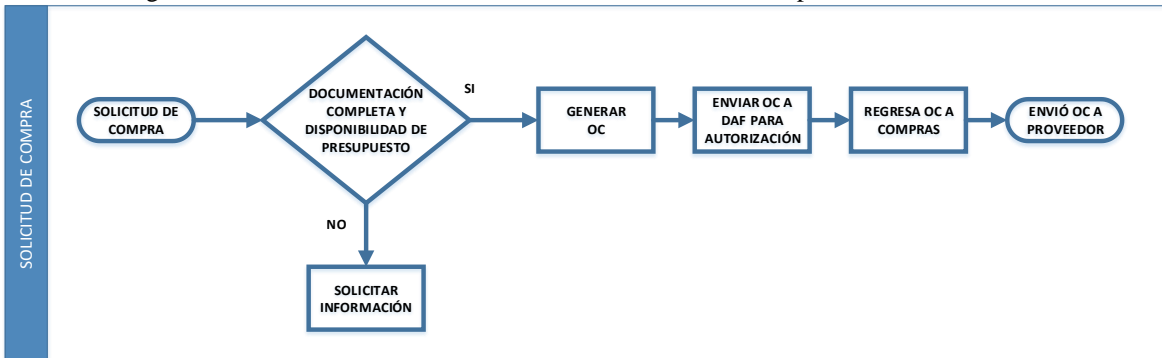 SOLICITUD DE COMPRA
SOLICITUD DE
COMPRA
DOCUMENTACIÓN
COMPLETA Y
DISPONIBILIDAD DE
PRESUPUESTO
SI
GENERAR
OC
ENVIAR OC A
DAF PARA
AUTORIZACIÓN
REGRESA OC A
COMPRAS
ENVIÓ OC A
PROVEEDOR
NO
SOLICITAR
INFORMACIÓN